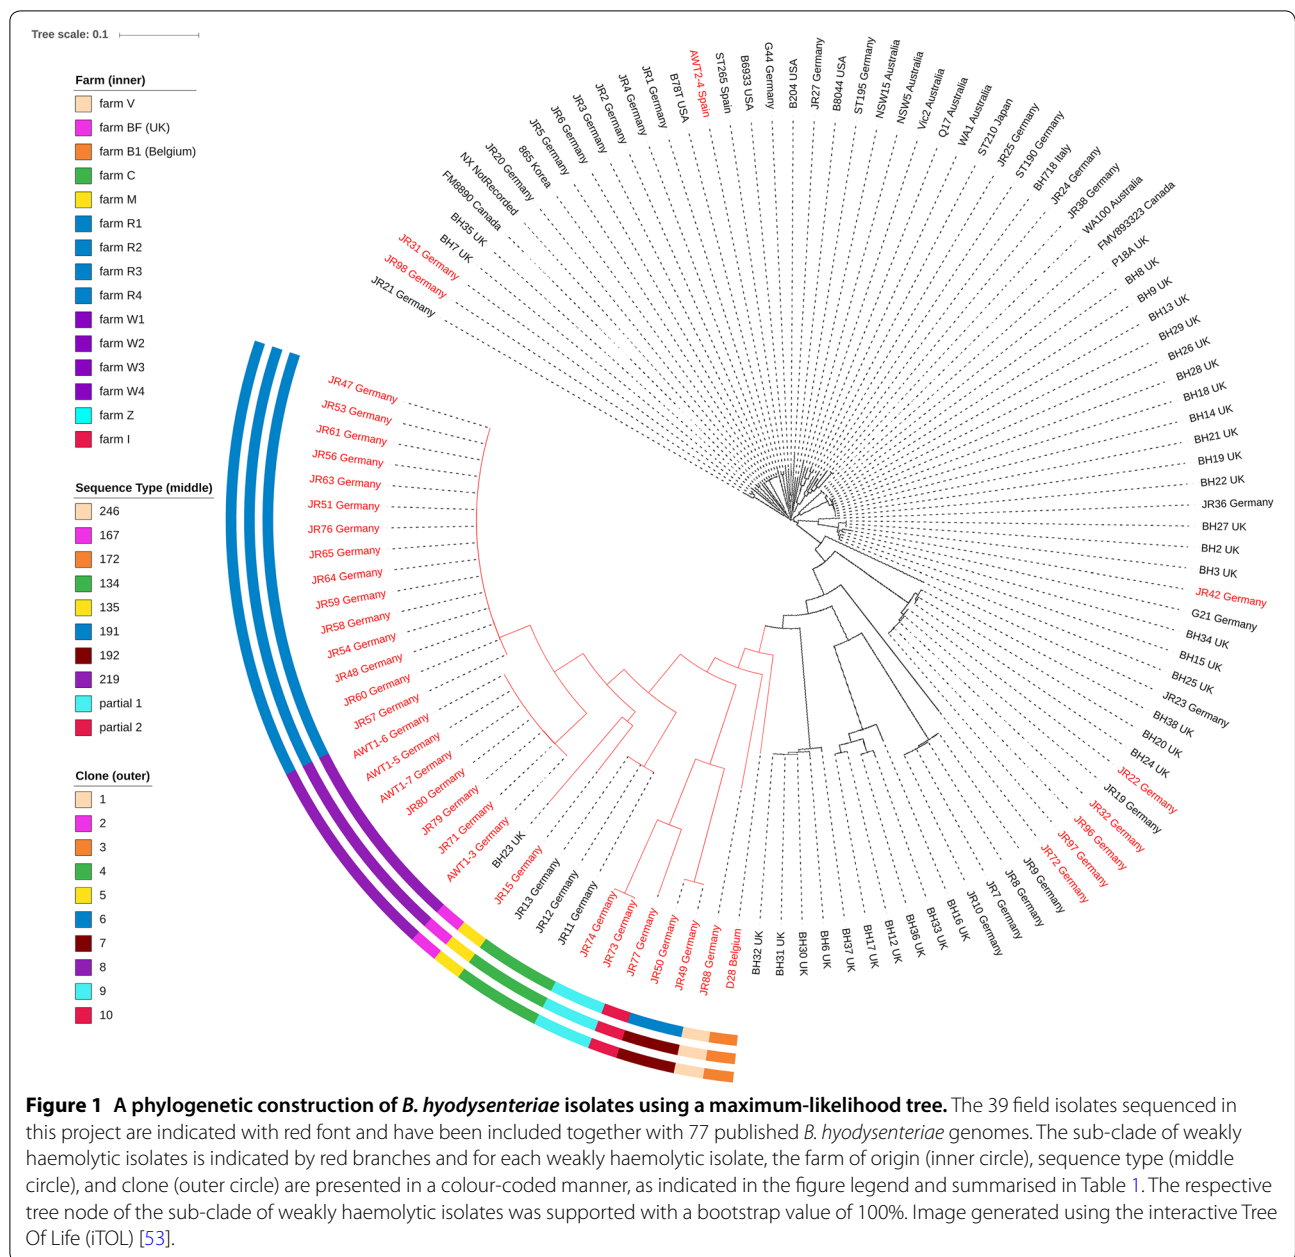 Tree scale: 0.1
Farm (inner)
farm V
farm BF (UK)
farm B1 (Belgium)
farm C
farm M
farm R1
farm R2
farm R3
farm R4
farm W1
farm W2
farm W3
farm W4
farm Z
farm I
Sequence Type (middle)
246
167
172
134
135
191
192
219
partial 1
partial 2
Clone (outer)
1
2
3
4
5
6
7
8
9
10
JR21 Germany
JR98 Germany
JR31 Germany
BH7 UK
BH35 UK
FM8890 Canada
NX NotRecorded
JR20 Germany
865 Korea
JR5 Germany
JR6 Germany
JR3 Germany
JR2 Germany
JR4 Germany
JR1 Germany
B78T USA
AWT2-4 Spain
ST265 Spain
B6933 USA
G44 Germany
B204 USA
JR27 Germany
B8044 USA
ST195 Germany
NSW15 Australia
NSW5 Australia
Vic2 Australia
Q17 Australia
WA1 Australia
ST210 Japan
JR25 Germany
ST190 Germany
BH718 Italy
JR24 Germany
JR38 Germany
WA100 Australia
FMV893323 Canada
P18A UK
BH8 UK
BH9 UK
BH13 UK
BH29 UK
BH26 UK
BH28 UK
BH18 UK
BH14 UK
BH21 UK
BH19 UK
BH22 UK
JR36 Germany
BH27 UK
BH2 UK
BH3 UK
JR42 Germany
G21 Germany
BH34 UK
BH15 UK
BH25 UK
JR23 Germany
BH38 UK
BH20 UK
BH24 UK
JR22 Germany
JR19 Germany
JR32 Germany
JR96 Germany
JR97 Germany
JR72 Germany
JR9 Germany
JR8 Germany
JR7 Germany
JR10 Germany
BH16 UK
BH33 UK
BH36 UK
BH12 UK
BH17 UK
BH37 UK
BH6 UK
BH30 UK
BH31 UK
BH32 UK
D28 Belgium
JR88 Germany
JR49 Germany
JR50 Germany
JR77 Germany
JR73 Germany
JR74 Germany
JR11 Germany
JR12 Germany
JR13 Germany
JR15 Germany
BH23 UK
AWT1-3 Germany
JR71 Germany
JR79 Germany
JR80 Germany
AWT1-7 Germany
AWT1-5 Germany
AWT1-6 Germany
JR57 Germany
JR60 Germany
JR48 Germany
JR54 Germany
JR58 Germany
JR59 Germany
JR64 Germany
JR65 Germany
JR76 Germany
JR51 Germany
JR63 Germany
JR56 Germany
JR61 Germany
JR53 Germany
JR47 Germany
Figure 1 A phylogenetic construction of B. hyodysenteriae isolates using a maximum-likelihood tree. The 39 field isolates sequenced in
this project are indicated with red font and have been included together with 77 published B. hyodysenteriae genomes. The sub-clade of weakly
haemolytic isolates is indicated by red branches and for each weakly haemolytic isolate, the farm of origin (inner circle), sequence type (middle
circle), and clone (outer circle) are presented in a colour-coded manner, as indicated in the figure legend and summarised in Table 1. The respective
tree node of the sub-clade of weakly haemolytic isolates was supported with a bootstrap value of 100%. Image generated using the interactive Tree
Of Life (iTOL) [53].